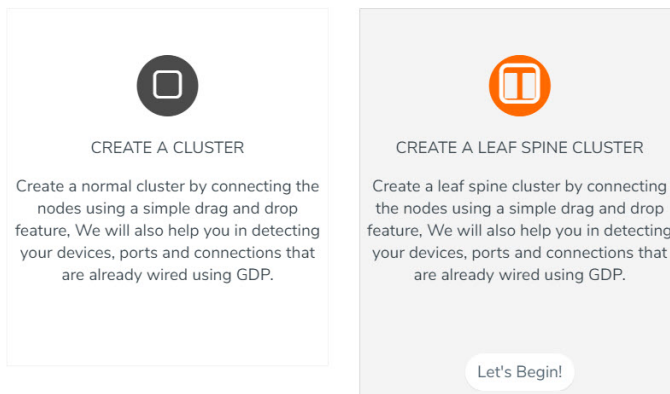 CREATE A CLUSTER
Create a normal cluster by connecting the
nodes using a simple drag and drop
feature, We will also help you in detecting
your devices, ports and connections that
are already wired using GDP.
CREATE A LEAF SPINE CLUSTER
Create a leaf spine cluster by connecting
the nodes using a simple drag and drop
feature, We will also help you in detecting
your devices, ports and connections that
are already wired using GDP.
Let's Begin!